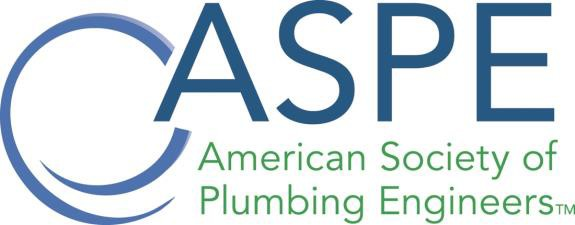 ASPE
American Society of
Plumbing Engineers™